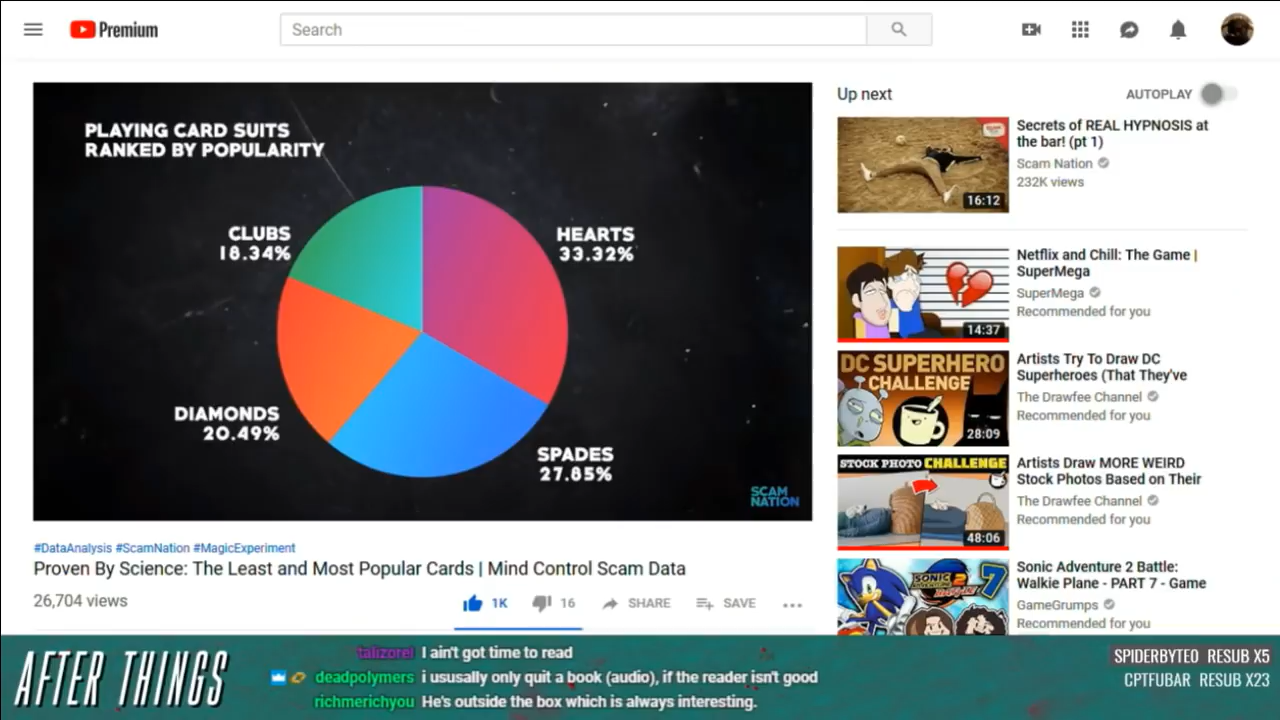 Premium
Search
PLAYING CARD SUITS
RANKED BY POPULARITY
CLUBS
18.34%
HEARTS
33.32%
DIAMONDS
20.49%
SPADES
27.85%
SCAM
NATION
#DataAnalysis #ScamNation #MagicExperiment
Proven By Science: The Least and Most Popular Cards | Mind Control Scam Data
26,704 views
1K
16
SHARE
SAVE
Up next
AUTOPLAY
16:12
Secrets of REAL HYPNOSIS at
the bar! (pt 1)
Scam Nation
232K views
14:37
Netflix and Chill: The Game |
SuperMega
SuperMega
Recommended for you
DC SUPERHERO
CHALLENGE
28:09
Artists Try To Draw DC
Superheroes (That They've
The Drawfee Channel
Recommended for you
STOCK PHOTO CHALLENGE
48:06
Artists Draw MORE WEIRD
Stock Photos Based on Their
The Drawfee Channel
Recommended for you
SONIC
2
7
Sonic Adventure 2 Battle:
Walkie Plane - PART 7 - Game
GameGrumps
Recommended for you
AFTER THINGS
talizorel I ain't got time to read
deadpolymers i ususally only quit a book (audio), if the reader isn't good
richmerichyou He's outside the box which is always interesting.
SPIDERBYTE0 RESUB X5
CPTFUBAR RESUB X23